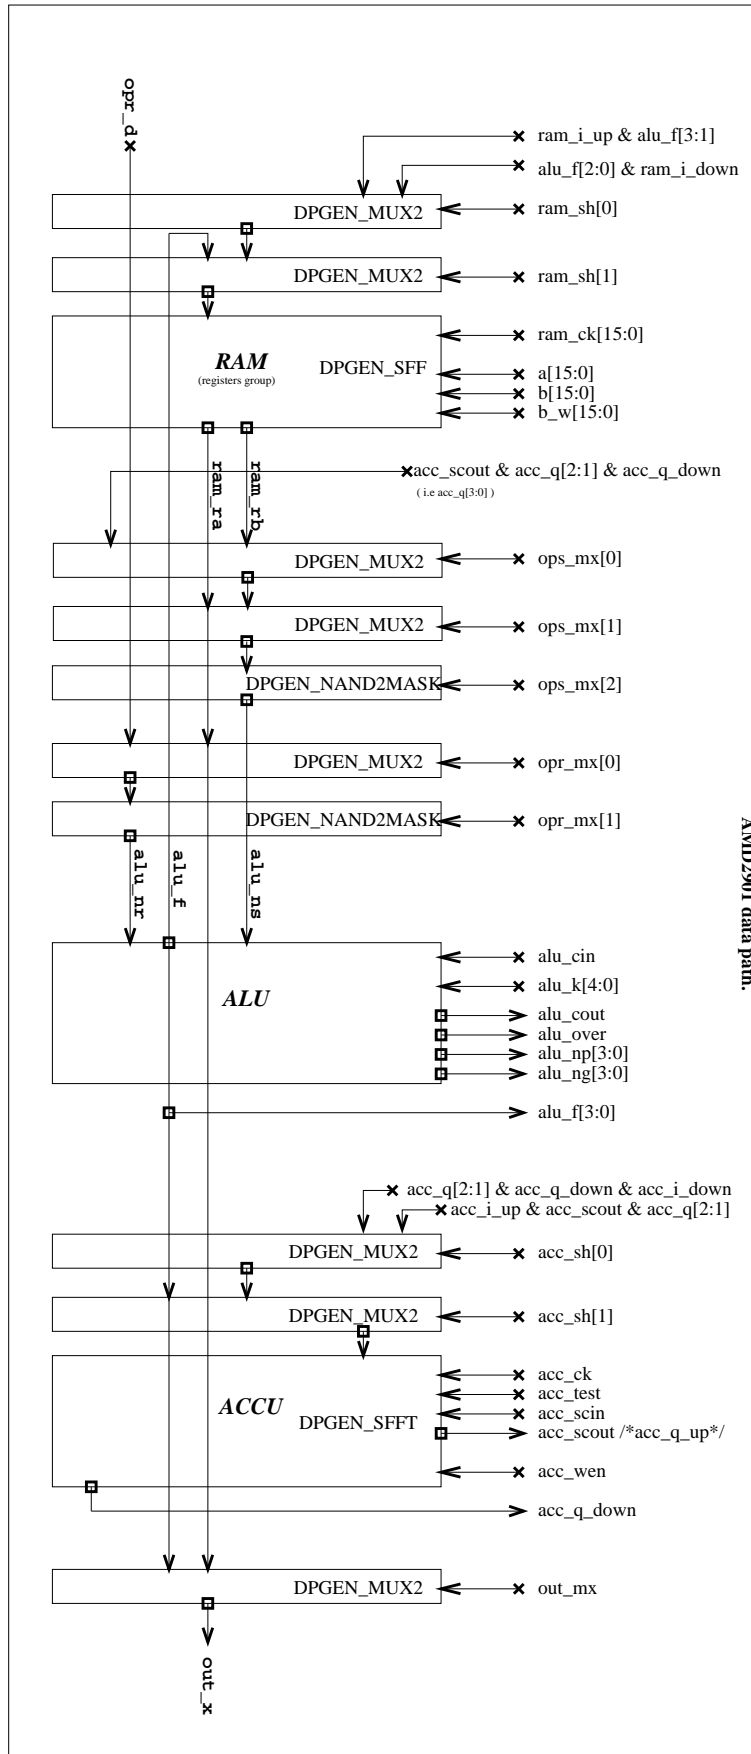 opr_d
ram_i_up & alu_f[3:1]
alu_f[2:0] & ram_i_down
DPGEN_MUX2
ram_sh[0]
DPGEN_MUX2
ram_sh[1]
RAM
(registers group)
DPGEN_SFF
ram_ck[15:0]
a[15:0]
b[15:0]
b_w[15:0]
ram_ra
ram_rb
acc_scout & acc_q[2:1] & acc_q_down
( i.e acc_q[3:0] )
DPGEN_MUX2
ops_mx[0]
DPGEN_MUX2
ops_mx[1]
DPGEN_NAND2MASK
ops_mx[2]
DPGEN_MUX2
opr_mx[0]
DPGEN_NAND2MASK
opr_mx[1]
alu_nr
alu_f
alu_ns
AMD2901 data path.
ALU
alu_cin
alu_k[4:0]
alu_cout
alu_over
alu_np[3:0]
alu_ng[3:0]
alu_f[3:0]
acc_q[2:1] & acc_q_down & acc_i_down
acc_i_up & acc_scout & acc_q[2:1]
DPGEN_MUX2
acc_sh[0]
DPGEN_MUX2
acc_sh[1]
ACCU
DPGEN_SFFT
acc_ck
acc_test
acc_scin
acc_scout /*acc_q_up*/
acc_wen
acc_q_down
DPGEN_MUX2
out_mx
out_x